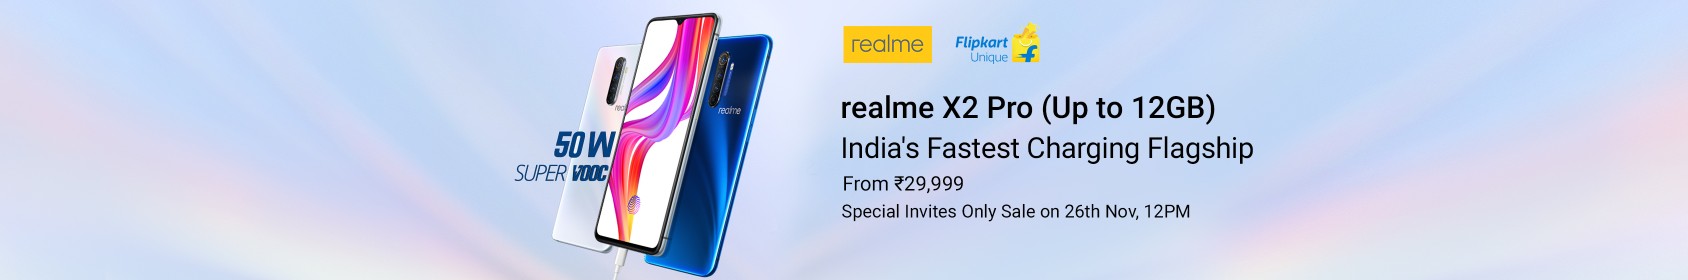 50W
SUPER VOOC
realme
realme
realme
Flipkart
Unique
realme X2 Pro (Up to 12GB)
India's Fastest Charging Flagship
From ₹29,999
Special Invites Only Sale on 26th Nov, 12PM